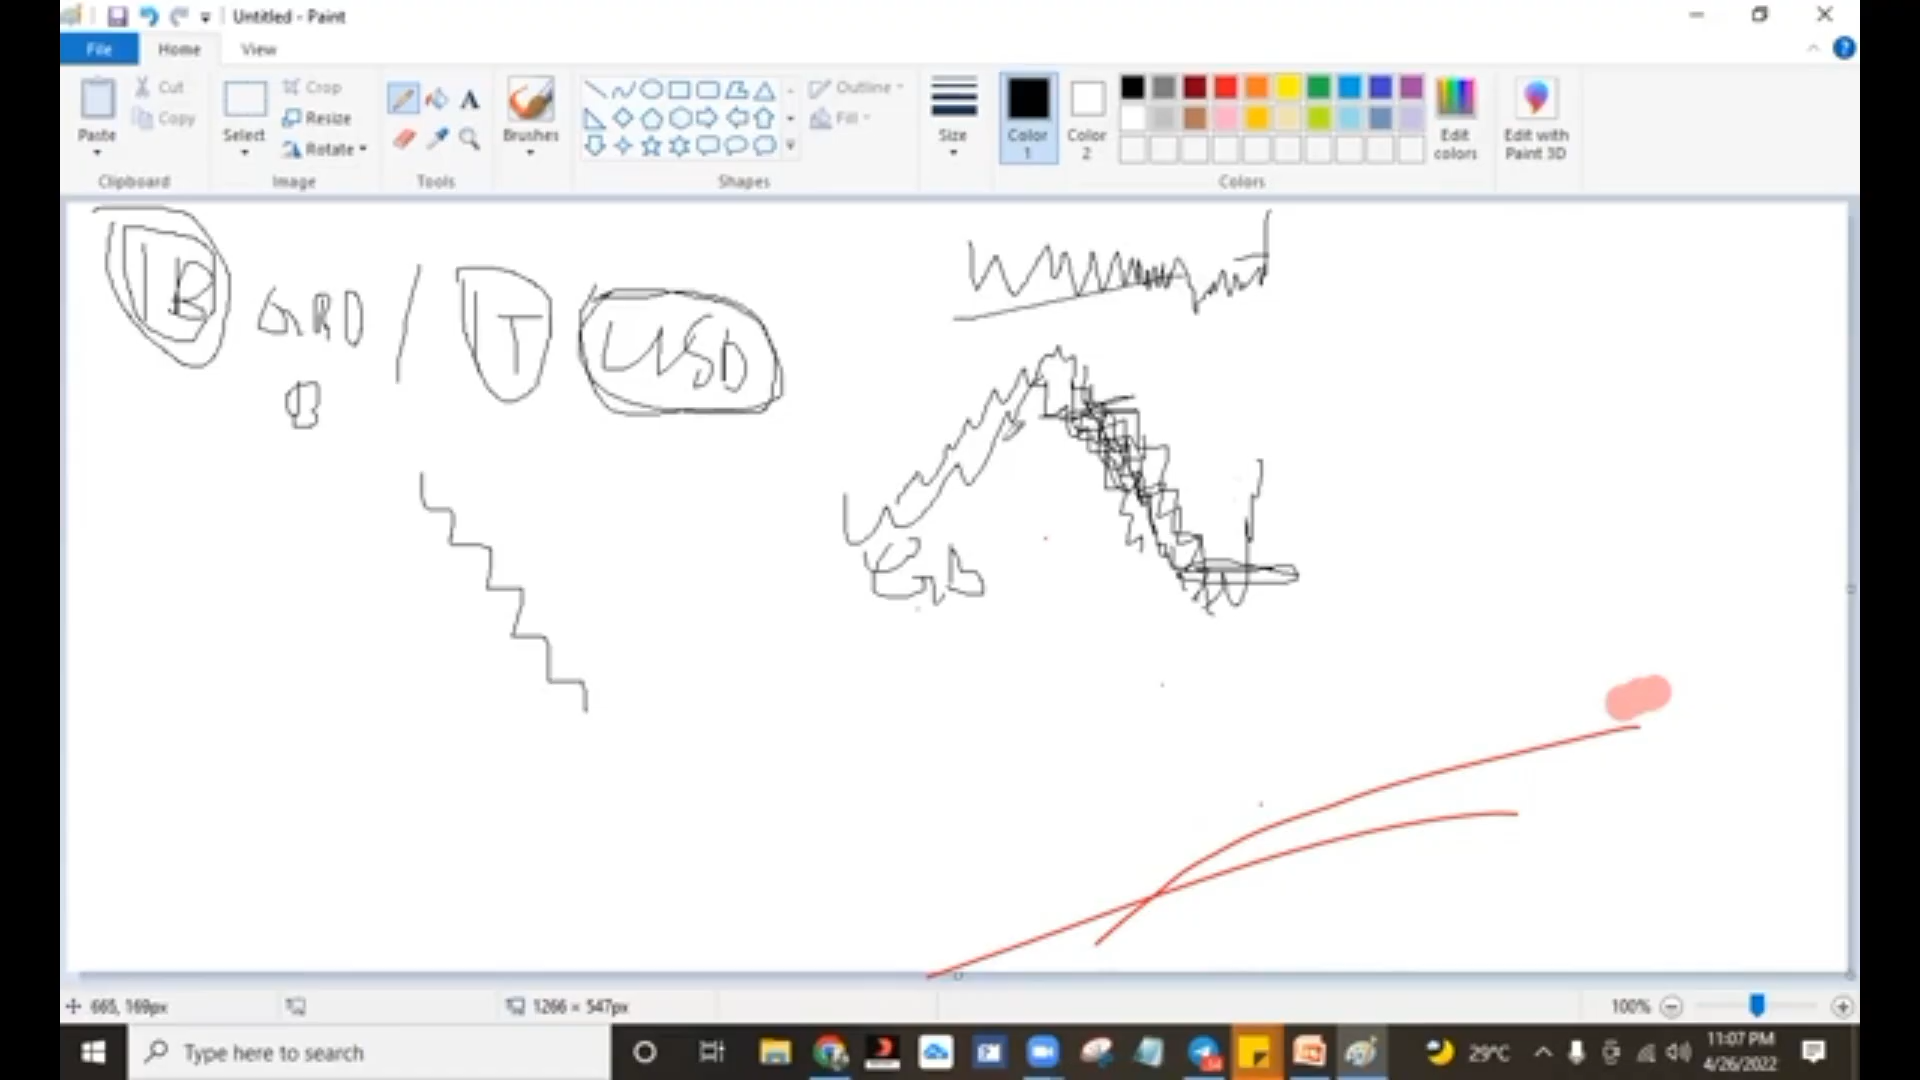 Untitled - Paint
File Home View
Paste
Cut
Copy
Clipboard
Select
Crop
Resize
Rotate
Image
Tools
Brushes
Shapes
Outline
Fill
Size
Color 1
Color 2
Edit colors
Colors
Edit with Paint 3D
B
GRD / T USD
B
665, 169px
1266 × 547px
100%
Type here to search
29°C
11:07 PM
4/26/2022